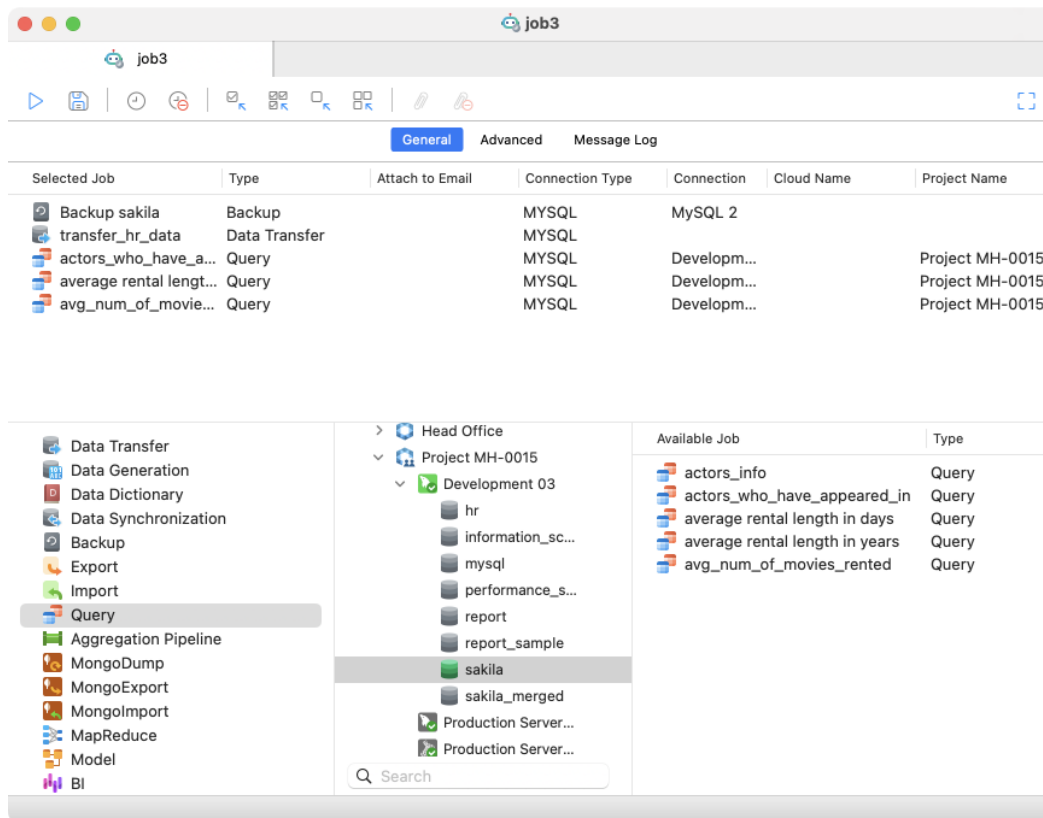 job3
job3
General Advanced Message Log
Selected Job Type Attach to Email Connection Type Connection Cloud Name Project Name
Backup sakila Backup MYSQL MySQL 2
transfer_hr_data Data Transfer MYSQL
actors_who_have_a... Query MYSQL Developm... Project MH-0015
average rental lengt... Query MYSQL Developm... Project MH-0015
avg_num_of_movie... Query MYSQL Developm... Project MH-0015
Data Transfer
Data Generation
Data Dictionary
Data Synchronization
Backup
Export
Import
Query
Aggregation Pipeline
MongoDump
MongoExport
MongoImport
MapReduce
Model
BI
Head Office
Project MH-0015
Development 03
hr
information_sc...
mysql
performance_s...
report
report_sample
sakila
sakila_merged
Production Server...
Production Server...
Search
Available Job Type
actors_info Query
actors_who_have_appeared_in Query
average rental length in days Query
average rental length in years Query
avg_num_of_movies_rented Query